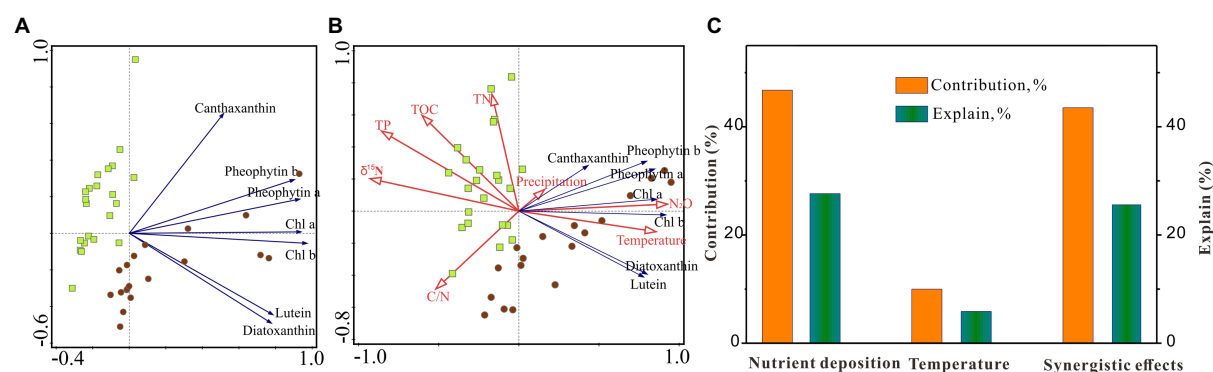 A
1.0
-0.6
-0.4
1.0
Canthaxanthin
Pheophytin b
Pheophytin a
Chl a
Chl b
Lutein
Diatoxanthin
B
1.0
-0.8
-1.0
1.0
TN
TOC
TP
δ¹⁵N
Canthaxanthin
Pheophytin b
Pheophytin a
Precipitation
Chl a
N₂O
Chl b
Temperature
Diatoxanthin
Lutein
C/N
C
Contribution, %
Explain, %
Contribution (%)
40
20
0
Explain (%)
40
20
0
Nutrient deposition
Temperature
Synergistic effects